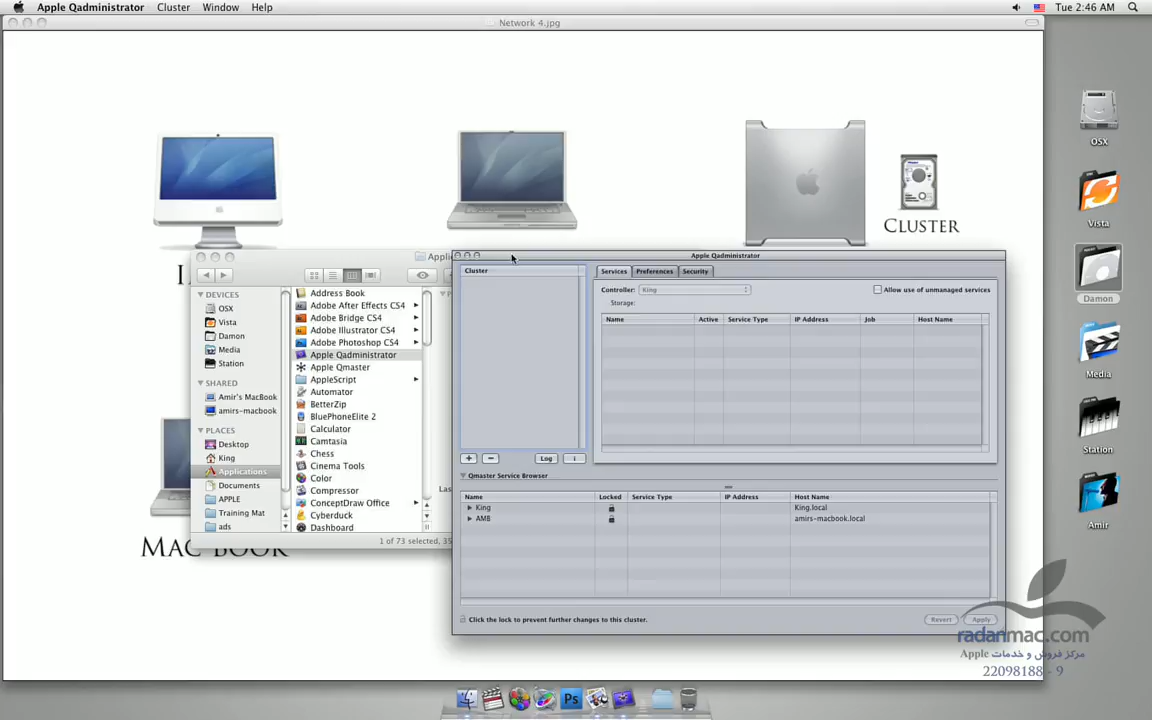 Apple Qadministrator Cluster Window Help
Tue 2:46 AM
Network 4.jpg
OSX
Vista
Damon
Media
Station
Amir
CLUSTER
MAC BOOK
DEVICES
OSX
Vista
Damon
Media
Station
SHARED
Amir's MacBook
amirs-macbook
PLACES
Desktop
King
Applications
Documents
APPLE
Training Mat
ads
Address Book
Adobe After Effects CS4
Adobe Bridge CS4
Adobe Illustrator CS4
Adobe Photoshop CS4
Apple Qadministrator
Apple Qmaster
AppleScript
Automator
BetterZip
BluePhoneElite 2
Calculator
Camtasia
Chess
Cinema Tools
Color
Compressor
ConceptDraw Office
Cyberduck
Dashboard
1 of 73 selected, 35
Apple Qadministrator
Cluster
Services Preferences Security
Controller: King
Allow use of unmanaged services
Storage:
Name Active Service Type IP Address Job Host Name
+ − Log i
Qmaster Service Browser
Name Locked Service Type IP Address Host Name
King King.local
AMB amirs-macbook.local
Click the lock to prevent further changes to this cluster.
Revert Apply
Ps
radanmac.com
مرکز فروش و خدمات Apple
22098188 - 9